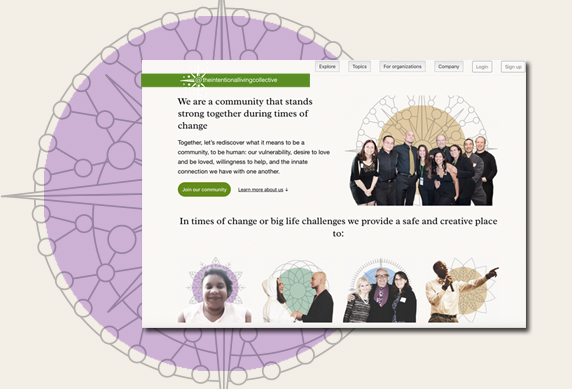 Explore Topics For organizations Company Login Sign up
@theintentionallivingcollective
We are a community that stands
strong together during times of
change
Together, let's rediscover what it means to be a
community, to be human: our vulnerability, desire to love
and be loved, willingness to help, and the innate
connection we have with one another.
Join our community Learn more about us ↓
In times of change or big life challenges we provide a safe and creative place
to: